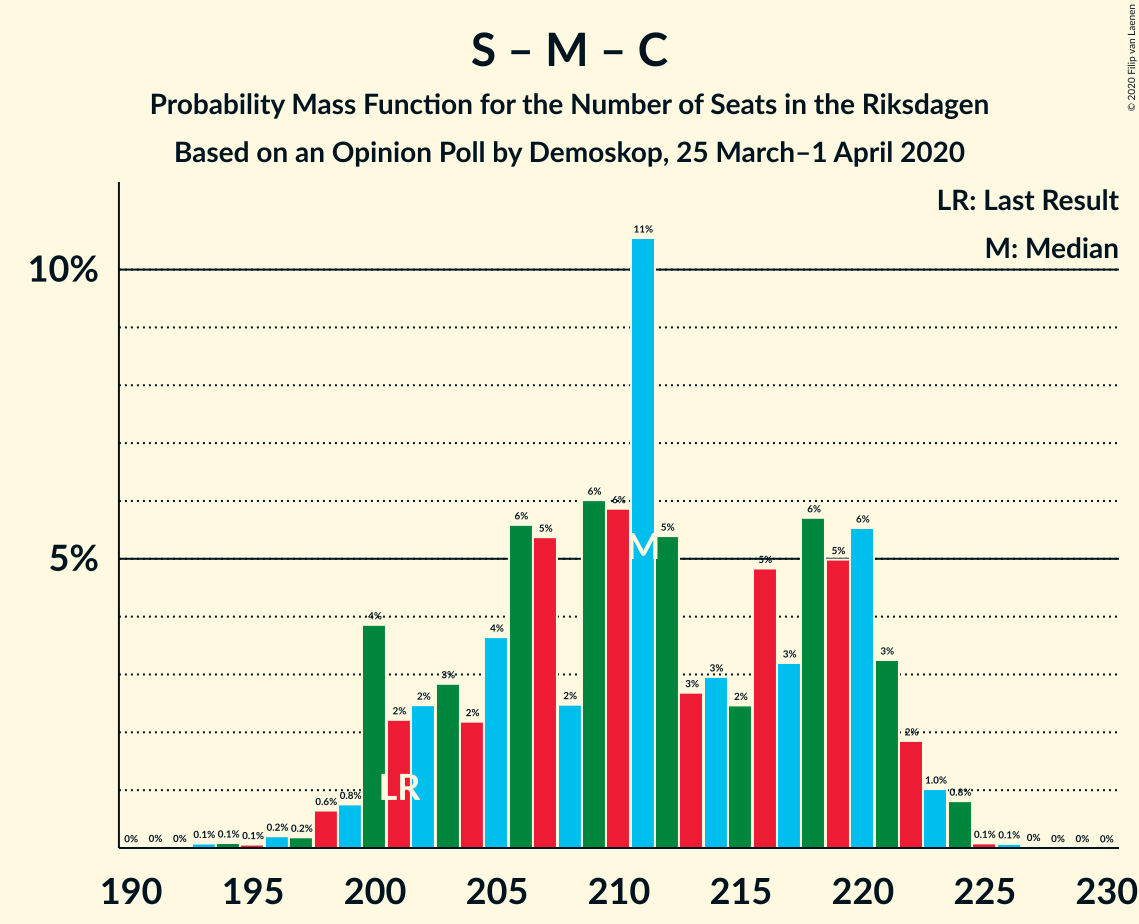 S – M – C
Probability Mass Function for the Number of Seats in the Riksdagen
Based on an Opinion Poll by Demoskop, 25 March–1 April 2020
© 2020 Filip van Laenen
LR: Last Result
M: Median
10%
5%
0% 0% 0% 0.1% 0.1% 0.1% 0.2% 0.2% 0.6% 0.8% 4% 2% 2% 3% 2% 4% 6% 5% 2% 6% 6% 11% 5% 3% 3% 2% 5% 3% 6% 5% 6% 3% 2% 1.0% 0.8% 0.1% 0.1% 0% 0% 0% 0%
M
LR
190 195 200 205 210 215 220 225 230